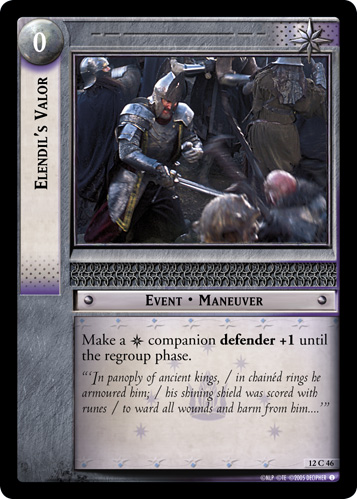 0
ELENDIL'S VALOR
EVENT • MANEUVER
Make a companion defender +1 until
the regroup phase.
"'In panoply of ancient kings, / in chainéd rings he
armoured him; / his shining shield was scored with
runes / to ward all wounds and harm from him....'"
12 C 46
©NLP ©FE ©2005 DECIPHER